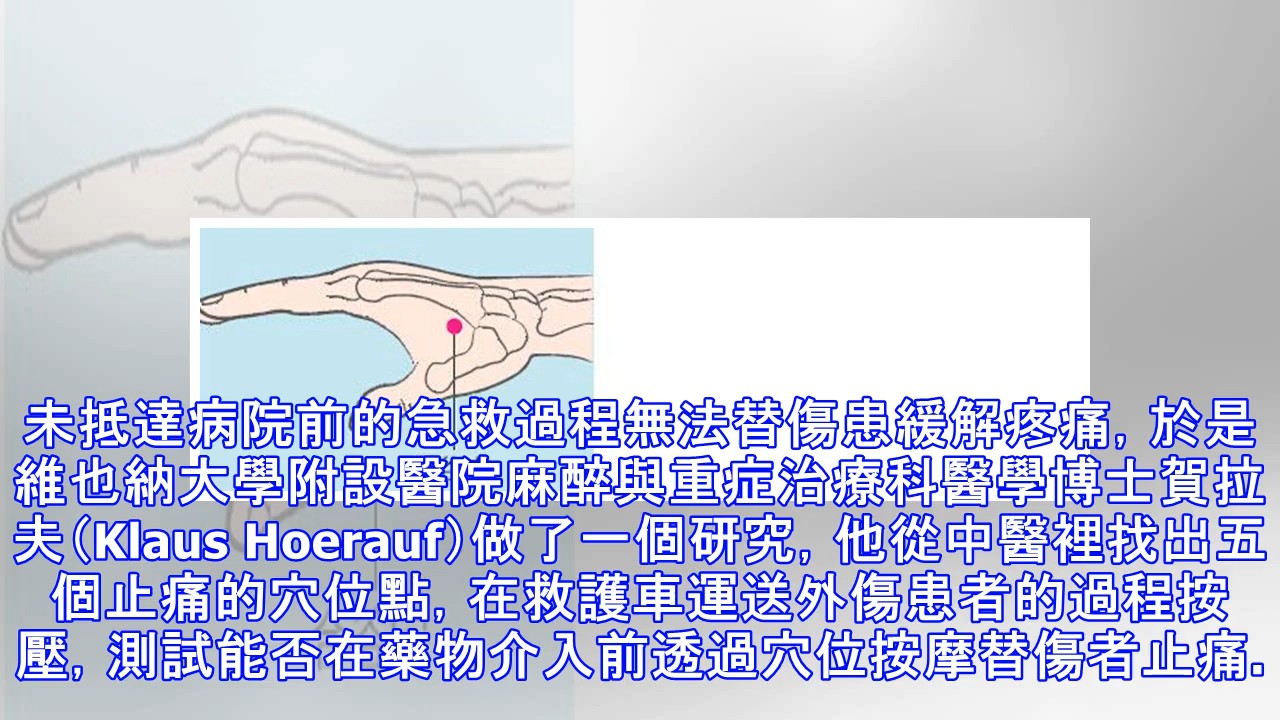 未抵達病院前的急救過程無法替傷患緩解疼痛, 於是
維也納大學附設醫院麻醉與重症治療科醫學博士賀拉
夫(Klaus Hoerauf)做了一個研究, 他從中醫裡找出五
個止痛的穴位點, 在救護車運送外傷患者的過程按
壓, 測試能否在藥物介入前透過穴位按摩替傷者止痛.